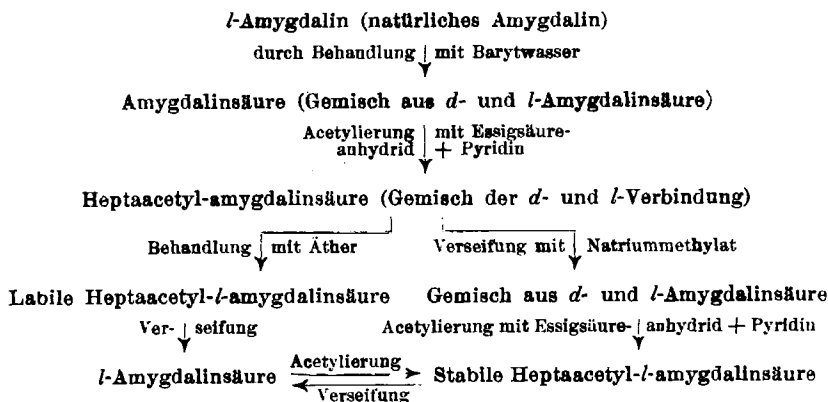 l-Amygdalin (natürliches Amygdalin)
durch Behandlung mit Barytwasser
Amygdalinsäure (Gemisch aus d- und l-Amygdalinsäure)
Acetylierung mit Essigsäure-
anhydrid + Pyridin
Heptaacetyl-amygdalinsäure (Gemisch der d- und l-Verbindung)
Behandlung mit Äther Verseifung mit Natriummethylat
Labile Heptaacetyl-l-amygdalinsäure Gemisch aus d- und l-Amygdalinsäure
Ver- seifung Acetylierung mit Essigsäure- anhydrid + Pyridin
Acetylierung
l-Amygdalinsäure Stabile Heptaacetyl-l-amygdalinsäure
Verseifung